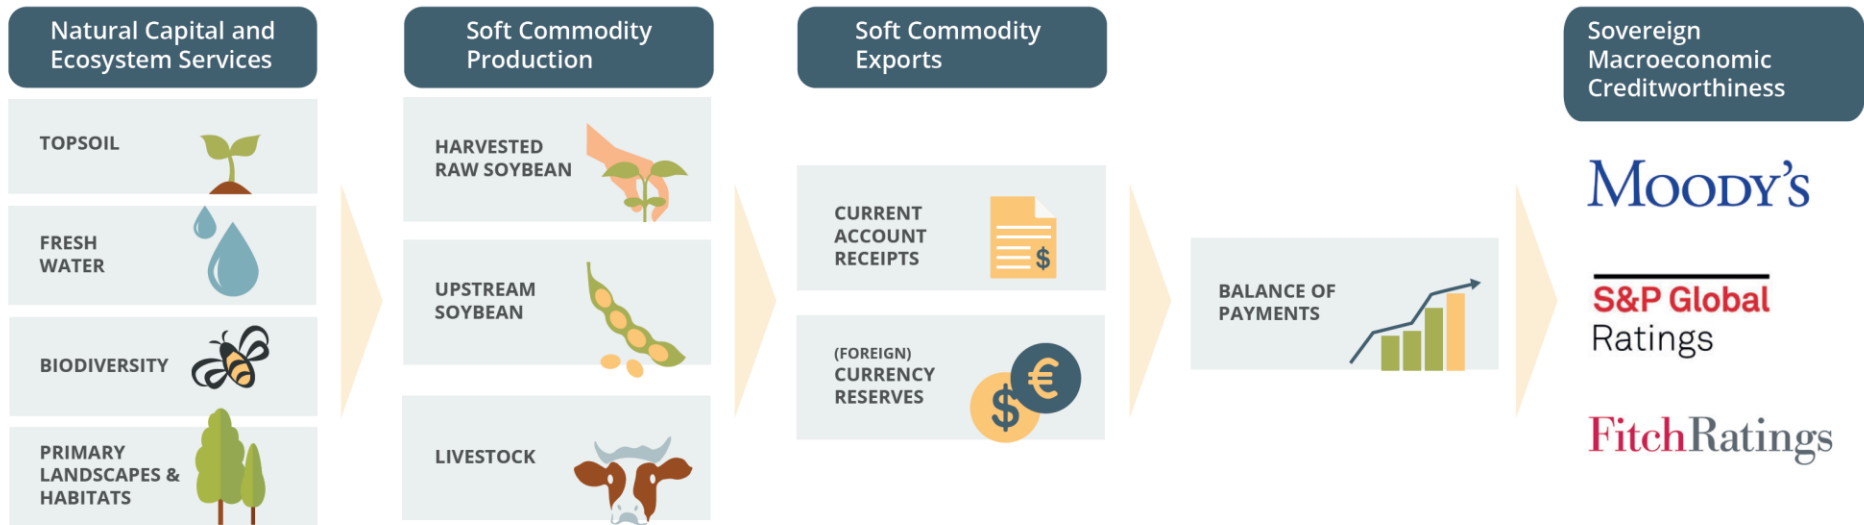 Natural Capital and
Ecosystem Services
TOPSOIL
FRESH
WATER
BIODIVERSITY
PRIMARY
LANDSCAPES &
HABITATS
Soft Commodity
Production
HARVESTED
RAW SOYBEAN
UPSTREAM
SOYBEAN
LIVESTOCK
Soft Commodity
Exports
CURRENT
ACCOUNT
RECEIPTS
$
(FOREIGN)
CURRENCY
RESERVES
$
€
BALANCE OF
PAYMENTS
Sovereign
Macroeconomic
Creditworthiness
MOODY'S
S&P Global
Ratings
FitchRatings